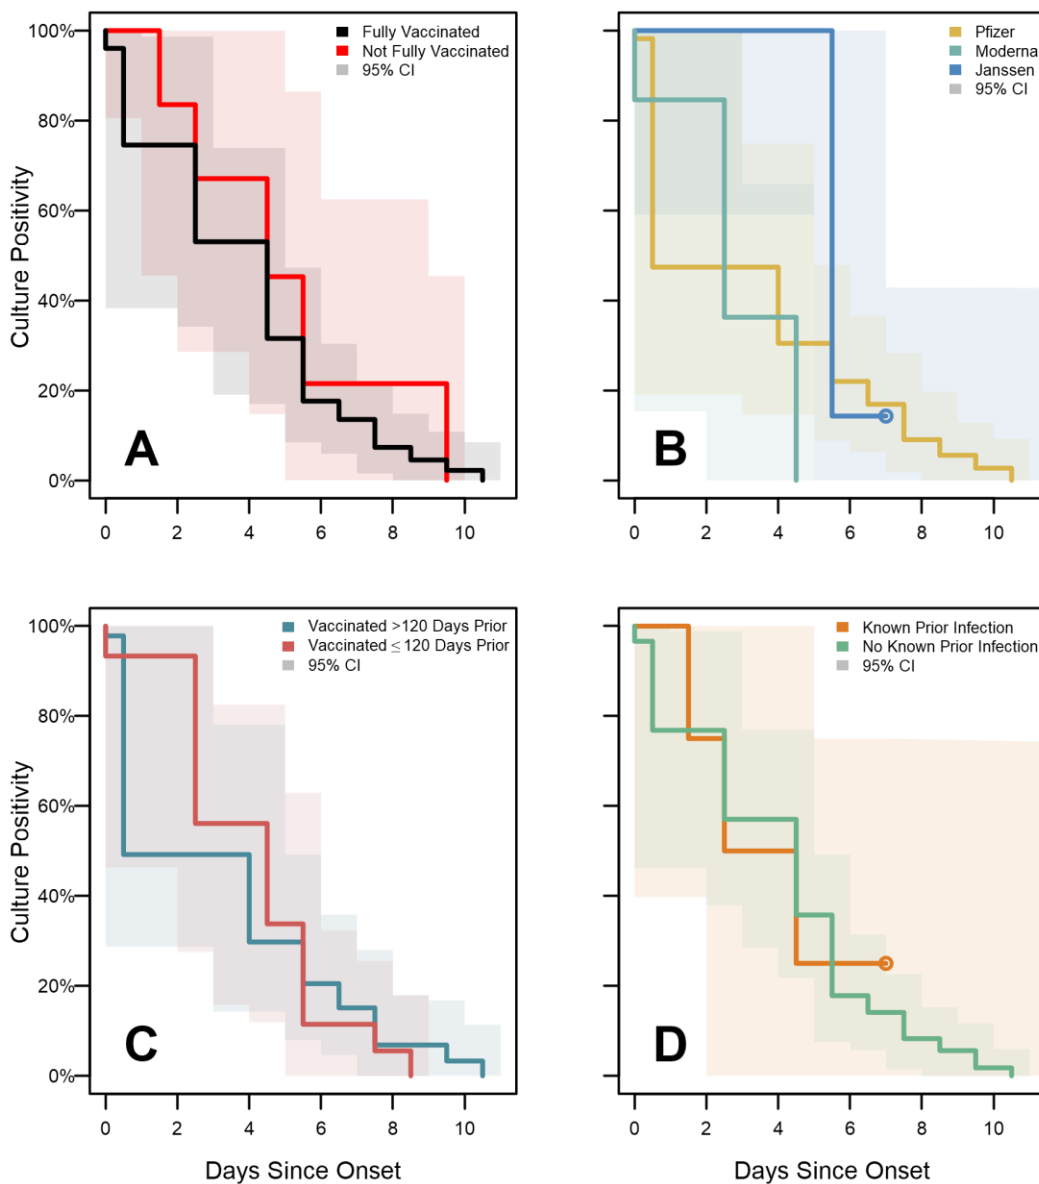 Fully Vaccinated
Not Fully Vaccinated
95% CI
100%
80%
60%
40%
20%
0%
Culture Positivity
A
0 2 4 6 8 10
Pfizer
Moderna
Janssen
95% CI
B
0 2 4 6 8 10
Vaccinated >120 Days Prior
Vaccinated ≤ 120 Days Prior
95% CI
100%
80%
60%
40%
20%
0%
Culture Positivity
C
0 2 4 6 8 10
Days Since Onset
Known Prior Infection
No Known Prior Infection
95% CI
D
0 2 4 6 8 10
Days Since Onset